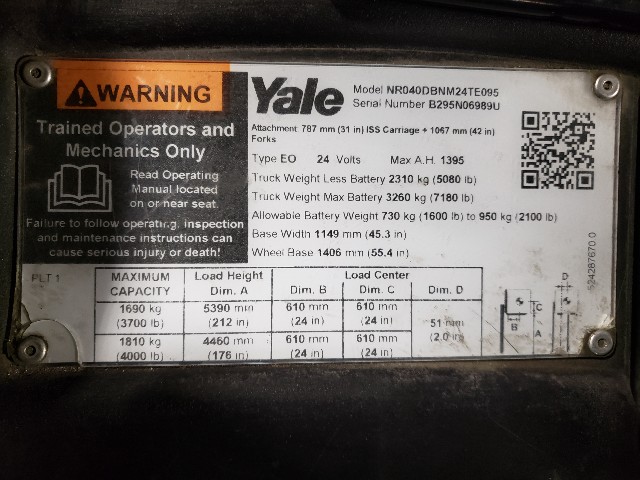 WARNING
Trained Operators and
Mechanics Only
Read Operating
Manual located
on or near seat.
Failure to follow operating, inspection
and maintenance instructions can
cause serious injury or death!
Yale
Model NR040DBNM24TE095
Serial Number B295N06989U
Attachment 787 mm (31 in) ISS Carriage + 1067 mm (42 in)
Forks
Type EO 24 Volts Max A.H. 1395
Truck Weight Less Battery 2310 kg (5080 lb)
Truck Weight Max Battery 3260 kg (7180 lb)
Allowable Battery Weight 730 kg (1600 lb) to 950 kg (2100 lb)
Base Width 1149 mm (45.3 in)
Wheel Base 1406 mm (55.4 in)
PLT 1
MAXIMUM CAPACITY Load Height Dim. A Load Center
Dim. B Dim. C Dim. D
1690 kg 5390 mm 610 mm 610 mm
(3700 lb) (212 in) (24 in) (24 in)
51 mm
(2.0 in)
1810 kg 4460 mm 610 mm 610 mm
(4000 lb) (176 in) (24 in) (24 in)
D
C
B
A